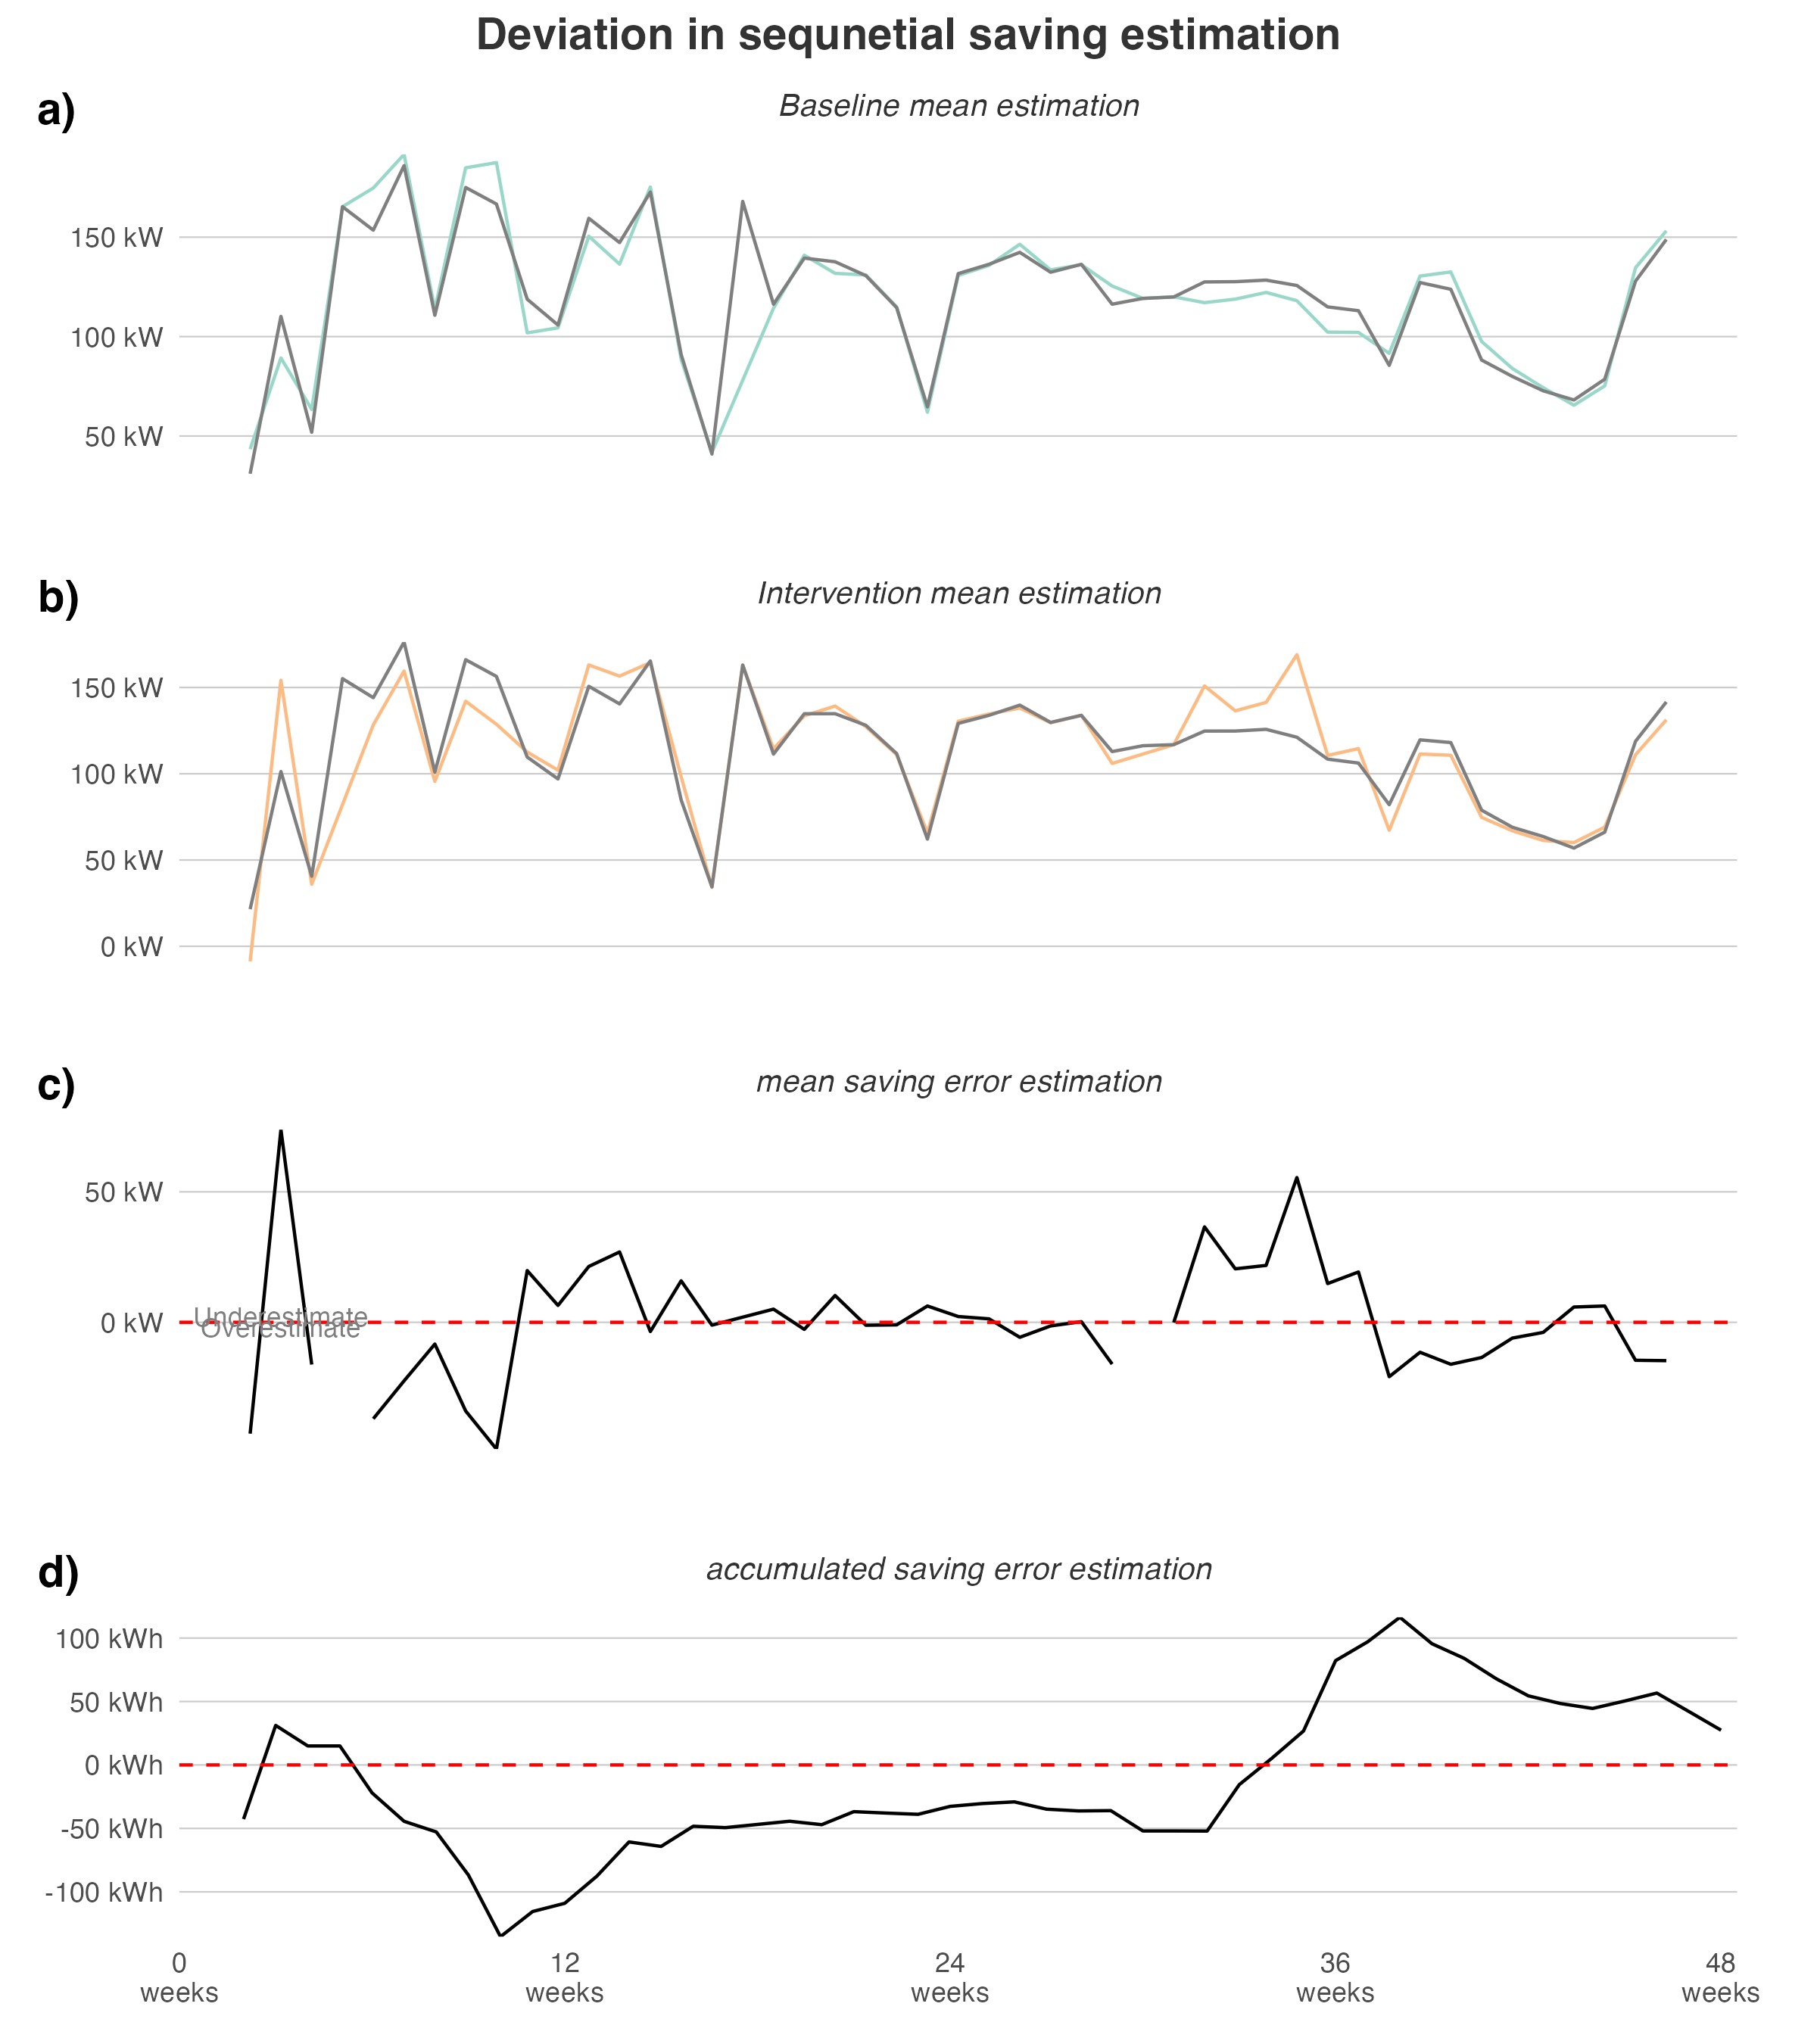 Deviation in sequnetial saving estimation
a)
Baseline mean estimation
150 kW
100 kW
50 kW
b)
Intervention mean estimation
150 kW
100 kW
50 kW
0 kW
c)
mean saving error estimation
50 kW
0 kW
Underestimate
Overestimate
d)
accumulated saving error estimation
100 kWh
50 kWh
0 kWh
-50 kWh
-100 kWh
0 12 24 36 48
weeks weeks weeks weeks weeks